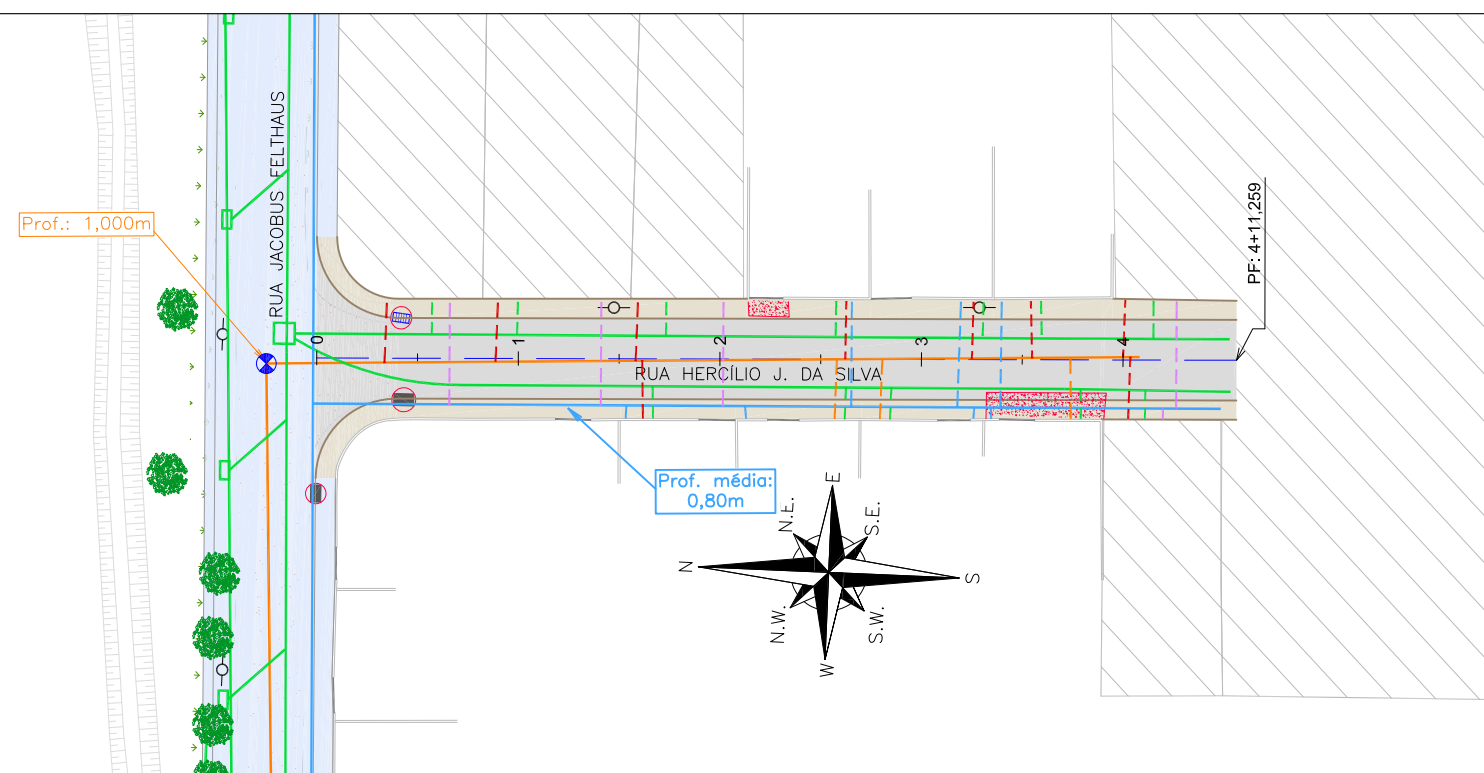 RUA JACOBUS FELTHAUS
Prof.: 1,000m
PF: 4+11,259
0
1
2
3
4
RUA HERCÍLIO J. DA SILVA
Prof. média:
0,80m
E
N.E.
S.E.
N
S
N.W.
S.W.
W